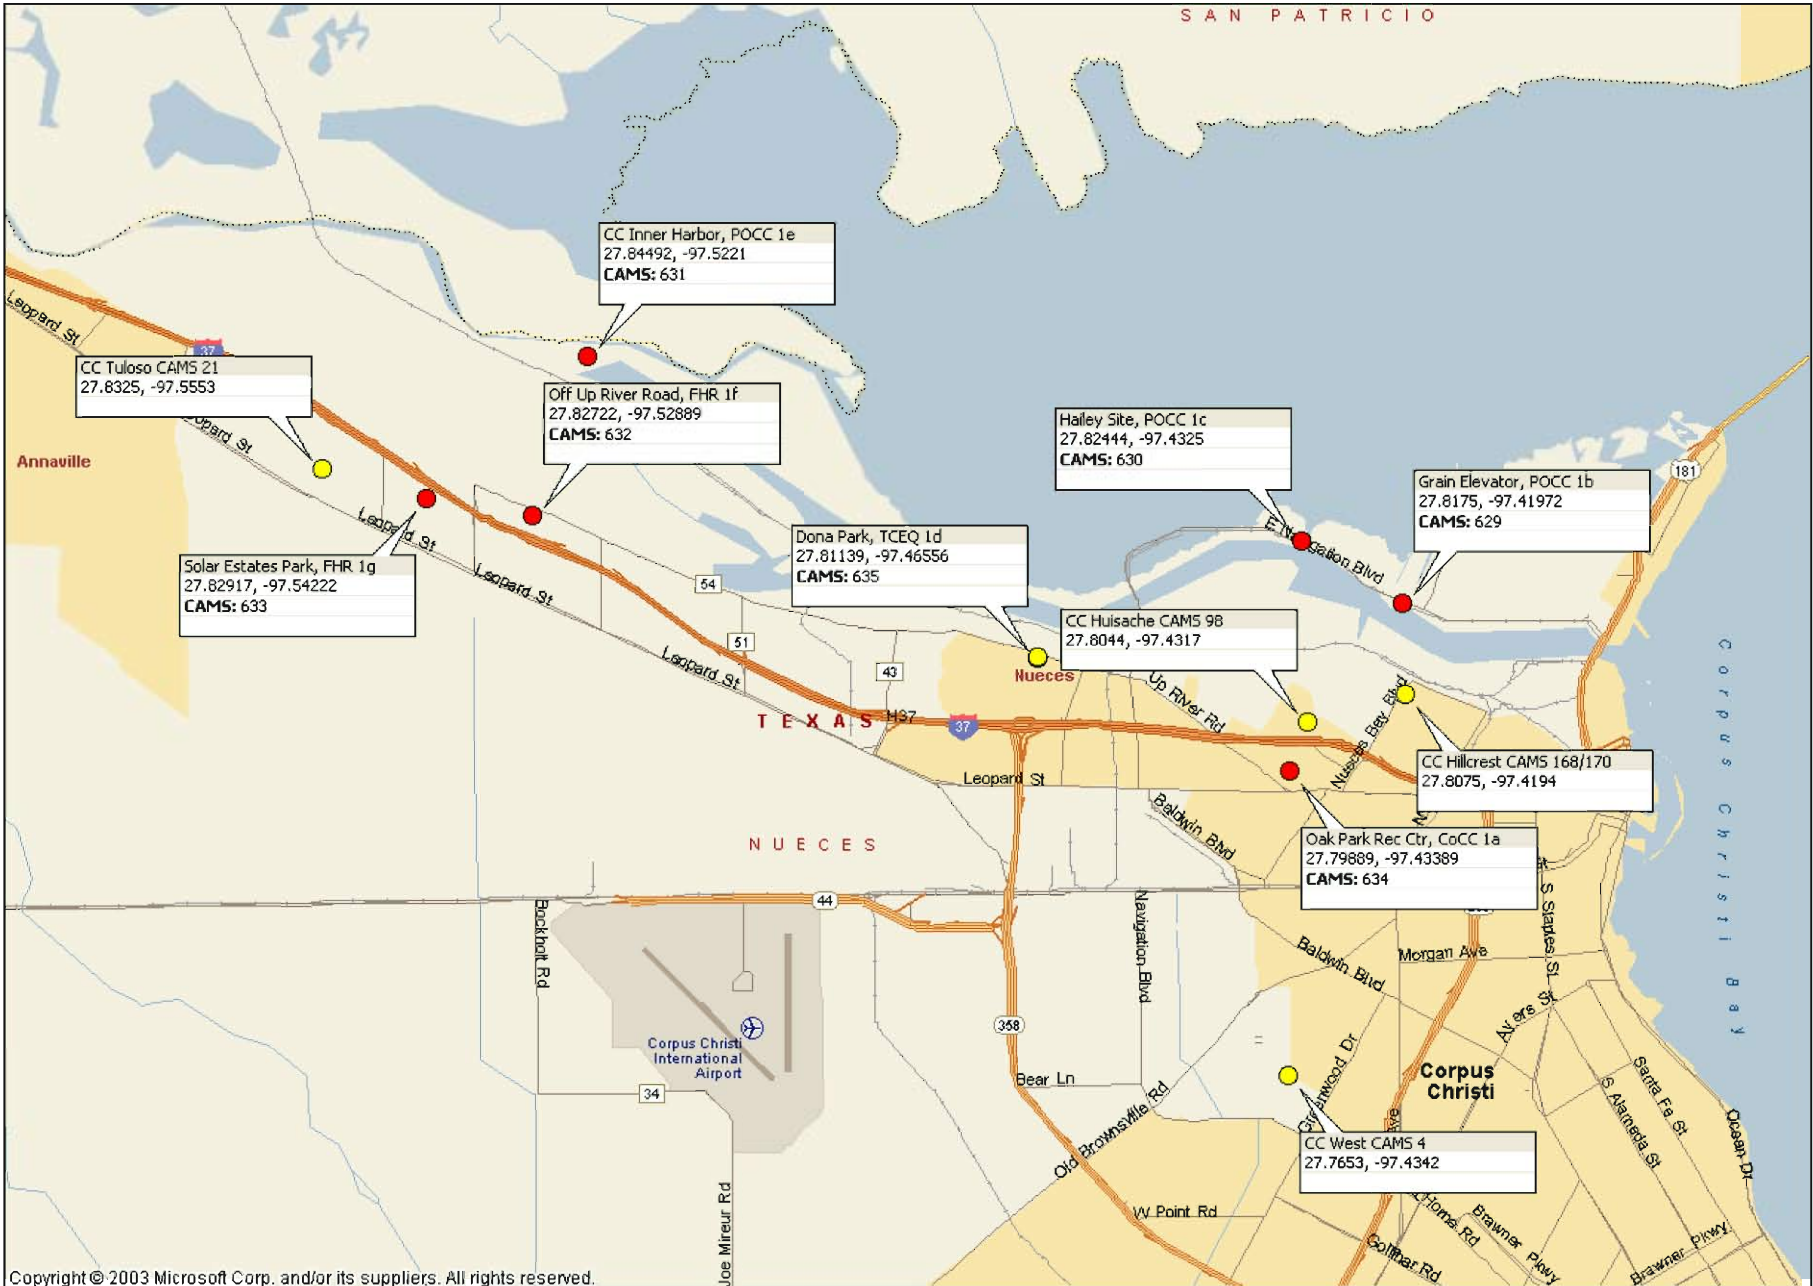 SAN PATRICIO
CC Inner Harbor, POCC 1e
27.84492, -97.5221
CAMS: 631
Leopard St
37
CC Tuloso CAMS 21
27.8325, -97.5553
Off Up River Road, FHR 1f
27.82722, -97.52889
CAMS: 632
Hailey Site, POCC 1c
27.82444, -97.4325
CAMS: 630
Annaville
181
Grain Elevator, POCC 1b
27.8175, -97.41972
CAMS: 629
Leopard St
Dona Park, TCEQ 1d
27.81139, -97.46556
CAMS: 635
Solar Estates Park, FHR 1g
27.82917, -97.54222
CAMS: 633
Leopard St
54
CC Huisache CAMS 98
27.8044, -97.4317
51
Leopard St
43
Nueces
Up River Rd
Nueces Bay Blvd
TEXAS
37
CC Hillcrest CAMS 168/170
27.8075, -97.4194
Leopard St
Baldwin Blvd
Corpus Christi Bay
NUECES
Oak Park Rec Ctr, CoCC 1a
27.79889, -97.43389
CAMS: 634
44
Bockholt Rd
Navigation Blvd
S Staples St
Baldwin Blvd
Morgan Ave
Ayers St
358
Corpus Christi
International
Airport
Bear Ln
34
Old Brownsville Rd
Greenwood Dr
Corpus
Christi
Santa Fe St
S Alameda St
Ocean Dr
CC West CAMS 4
27.7653, -97.4342
Joe Mireur Rd
W Point Rd
Horne Rd
Brawner Pkwy
Gollihar Rd
Brawner Pkwy
Copyright © 2003 Microsoft Corp. and/or its suppliers. All rights reserved.